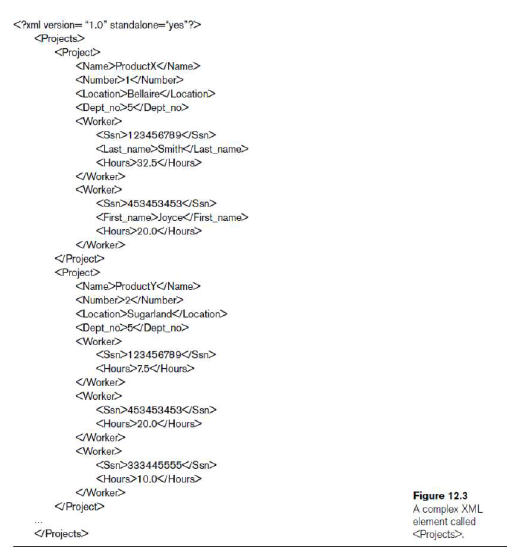 <?xml version= “1.0” standalone=“yes”?>
<Projects>
<Project>
<Name>ProductX</Name>
<Number>1</Number>
<Location>Bellaire</Location>
<Dept_no>5</Dept_no>
<Worker>
<Ssn>123456789</Ssn>
<Last_name>Smith</Last_name>
<Hours>32.5</Hours>
</Worker>
<Worker>
<Ssn>453453453</Ssn>
<First_name>Joyce</First_name>
<Hours>20.0</Hours>
</Worker>
</Project>
<Project>
<Name>ProductY</Name>
<Number>2</Number>
<Location>Sugarland</Location>
<Dept_no>5</Dept_no>
<Worker>
<Ssn>123456789</Ssn>
<Hours>7.5</Hours>
</Worker>
<Worker>
<Ssn>453453453</Ssn>
<Hours>20.0</Hours>
</Worker>
<Worker>
<Ssn>333445555</Ssn>
<Hours>10.0</Hours>
</Worker>
</Project>
...
</Projects>
Figure 12.3
A complex XML
element called
<Projects>.